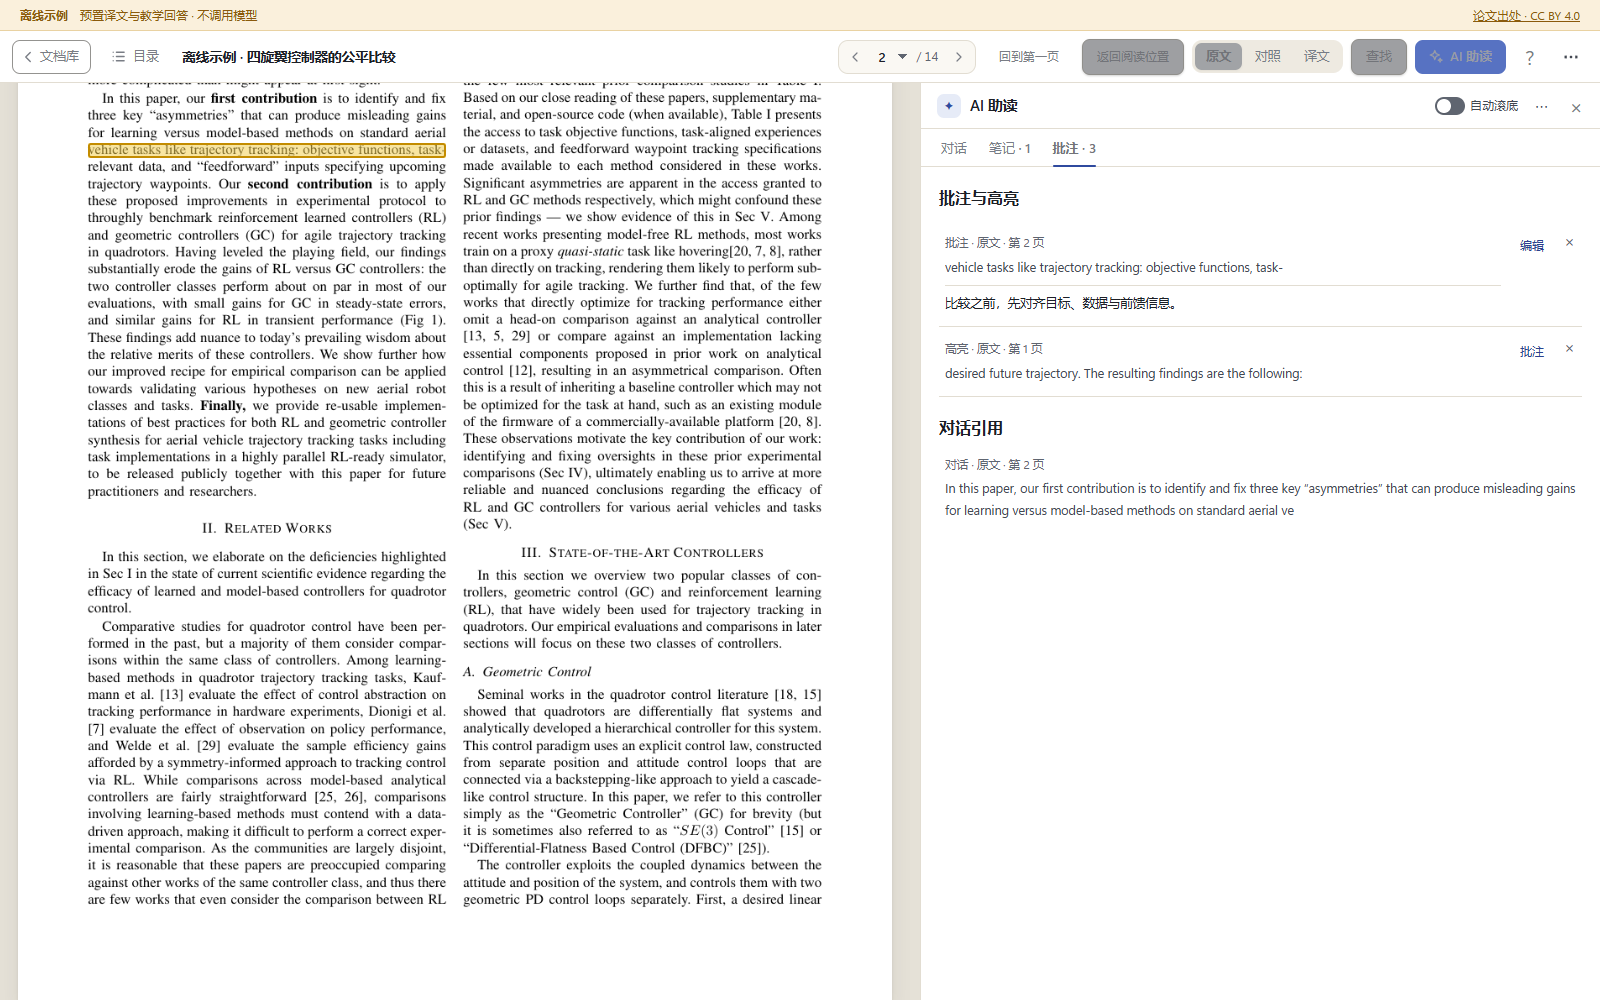 离线示例 预置译文与教学回答 · 不调用模型
论文出处 · CC BY 4.0
文档库
目录
离线示例 · 四旋翼控制器的公平比较
2 / 14
回到第一页
返回阅读位置
原文 对照 译文
查找
AI 助读
?
In this paper, our first contribution is to identify and fix
three key “asymmetries” that can produce misleading gains
for learning versus model-based methods on standard aerial
vehicle tasks like trajectory tracking: objective functions, task-
relevant data, and “feedforward” inputs specifying upcoming
trajectory waypoints. Our second contribution is to apply
these proposed improvements in experimental protocol to
throughly benchmark reinforcement learned controllers (RL)
and geometric controllers (GC) for agile trajectory tracking
in quadrotors. Having leveled the playing field, our findings
substantially erode the gains of RL versus GC controllers: the
two controller classes perform about on par in most of our
evaluations, with small gains for GC in steady-state errors,
and similar gains for RL in transient performance (Fig 1).
These findings add nuance to today’s prevailing wisdom about
the relative merits of these controllers. We show further how
our improved recipe for empirical comparison can be applied
towards validating various hypotheses on new aerial robot
classes and tasks. Finally, we provide re-usable implemen-
tations of best practices for both RL and geometric controller
synthesis for aerial vehicle trajectory tracking tasks including
task implementations in a highly parallel RL-ready simulator,
to be released publicly together with this paper for future
practitioners and researchers.
II. RELATED WORKS
In this section, we elaborate on the deficiencies highlighted
in Sec I in the state of current scientific evidence regarding the
efficacy of learned and model-based controllers for quadrotor
control.
Comparative studies for quadrotor control have been per-
formed in the past, but a majority of them consider compar-
isons within the same class of controllers. Among learning-
based methods in quadrotor trajectory tracking tasks, Kauf-
mann et al. [13] evaluate the effect of control abstraction on
tracking performance in hardware experiments, Dionigi et al.
[7] evaluate the effect of observation on policy performance,
and Welde et al. [29] evaluate the sample efficiency gains
afforded by a symmetry-informed approach to tracking control
via RL. While comparisons across model-based analytical
controllers are fairly straightforward [25, 26], comparisons
involving learning-based methods must contend with a data-
driven approach, making it difficult to perform a correct exper-
imental comparison. As the communities are largely disjoint,
it is reasonable that these papers are preoccupied comparing
against other works of the same controller class, and thus there
are few works that even consider the comparison between RL
Based on our close reading of these papers, supplementary ma-
terial, and open-source code (when available), Table I presents
the access to task objective functions, task-aligned experiences
or datasets, and feedforward waypoint tracking specifications
made available to each method considered in these works.
Significant asymmetries are apparent in the access granted to
RL and GC methods respectively, which might confound these
prior findings — we show evidence of this in Sec V. Among
recent works presenting model-free RL methods, most works
train on a proxy quasi-static task like hovering[20, 7, 8], rather
than directly on tracking, rendering them likely to perform sub-
optimally for agile tracking. We further find that, of the few
works that directly optimize for tracking performance either
omit a head-on comparison against an analytical controller
[13, 5, 29] or compare against an implementation lacking
essential components proposed in prior work on analytical
control [12], resulting in an asymmetrical comparison. Often
this is a result of inheriting a baseline controller which may not
be optimized for the task at hand, such as an existing module
of the firmware of a commercially-available platform [20, 8].
These observations motivate the key contribution of our work:
identifying and fixing oversights in these prior experimental
comparisons (Sec IV), ultimately enabling us to arrive at more
reliable and nuanced conclusions regarding the efficacy of
RL and GC controllers for various aerial vehicles and tasks
(Sec V).
III. STATE-OF-THE-ART CONTROLLERS
In this section we overview two popular classes of con-
trollers, geometric control (GC) and reinforcement learning
(RL), that have widely been used for trajectory tracking in
quadrotors. Our empirical evaluations and comparisons in later
sections will focus on these two classes of controllers.
A. Geometric Control
Seminal works in the quadrotor control literature [18, 15]
showed that quadrotors are differentially flat systems and
analytically developed a hierarchical controller for this system.
This control paradigm uses an explicit control law, constructed
from separate position and attitude control loops that are
connected via a backstepping-like approach to yield a cascade-
like control structure. In this paper, we refer to this controller
simply as the “Geometric Controller” (GC) for brevity (but
it is sometimes also referred to as “SE(3) Control” [15] or
“Differential-Flatness Based Control (DFBC)” [25]).
The controller exploits the coupled dynamics between the
attitude and position of the system, and controls them with two
geometric PD control loops separately. First, a desired linear
AI 助读
自动滚底
对话 笔记 · 1 批注 · 3
批注与高亮
批注 · 原文 · 第 2 页
编辑
vehicle tasks like trajectory tracking: objective functions, task-
比较之前，先对齐目标、数据与前馈信息。
高亮 · 原文 · 第 1 页
批注
desired future trajectory. The resulting findings are the following:
对话引用
对话 · 原文 · 第 2 页
In this paper, our first contribution is to identify and fix three key “asymmetries” that can produce misleading gains
for learning versus model-based methods on standard aerial ve